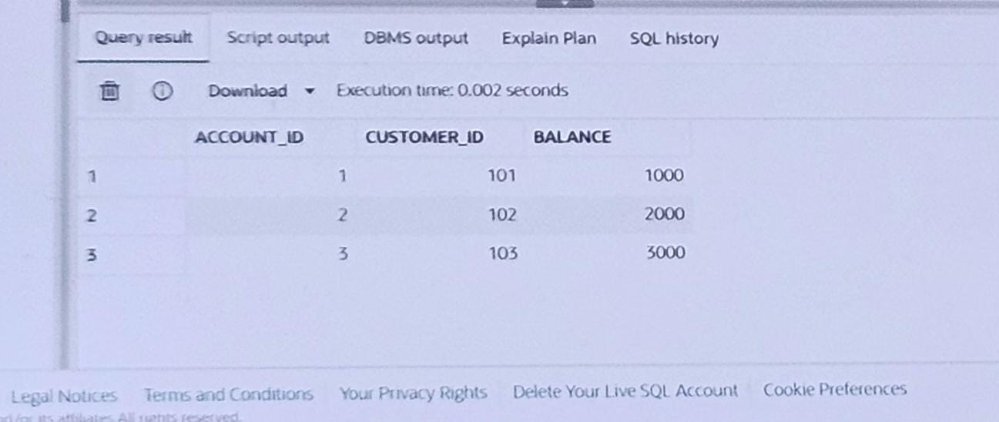 Query result Script output DBMS output Explain Plan SQL history
Download Execution time: 0.002 seconds
ACCOUNT_ID CUSTOMER_ID BALANCE
1 1 101 1000
2 2 102 2000
3 3 103 3000
Legal Notices Terms and Conditions Your Privacy Rights Delete Your Live SQL Account Cookie Preferences
its affiliates All rights reserved.